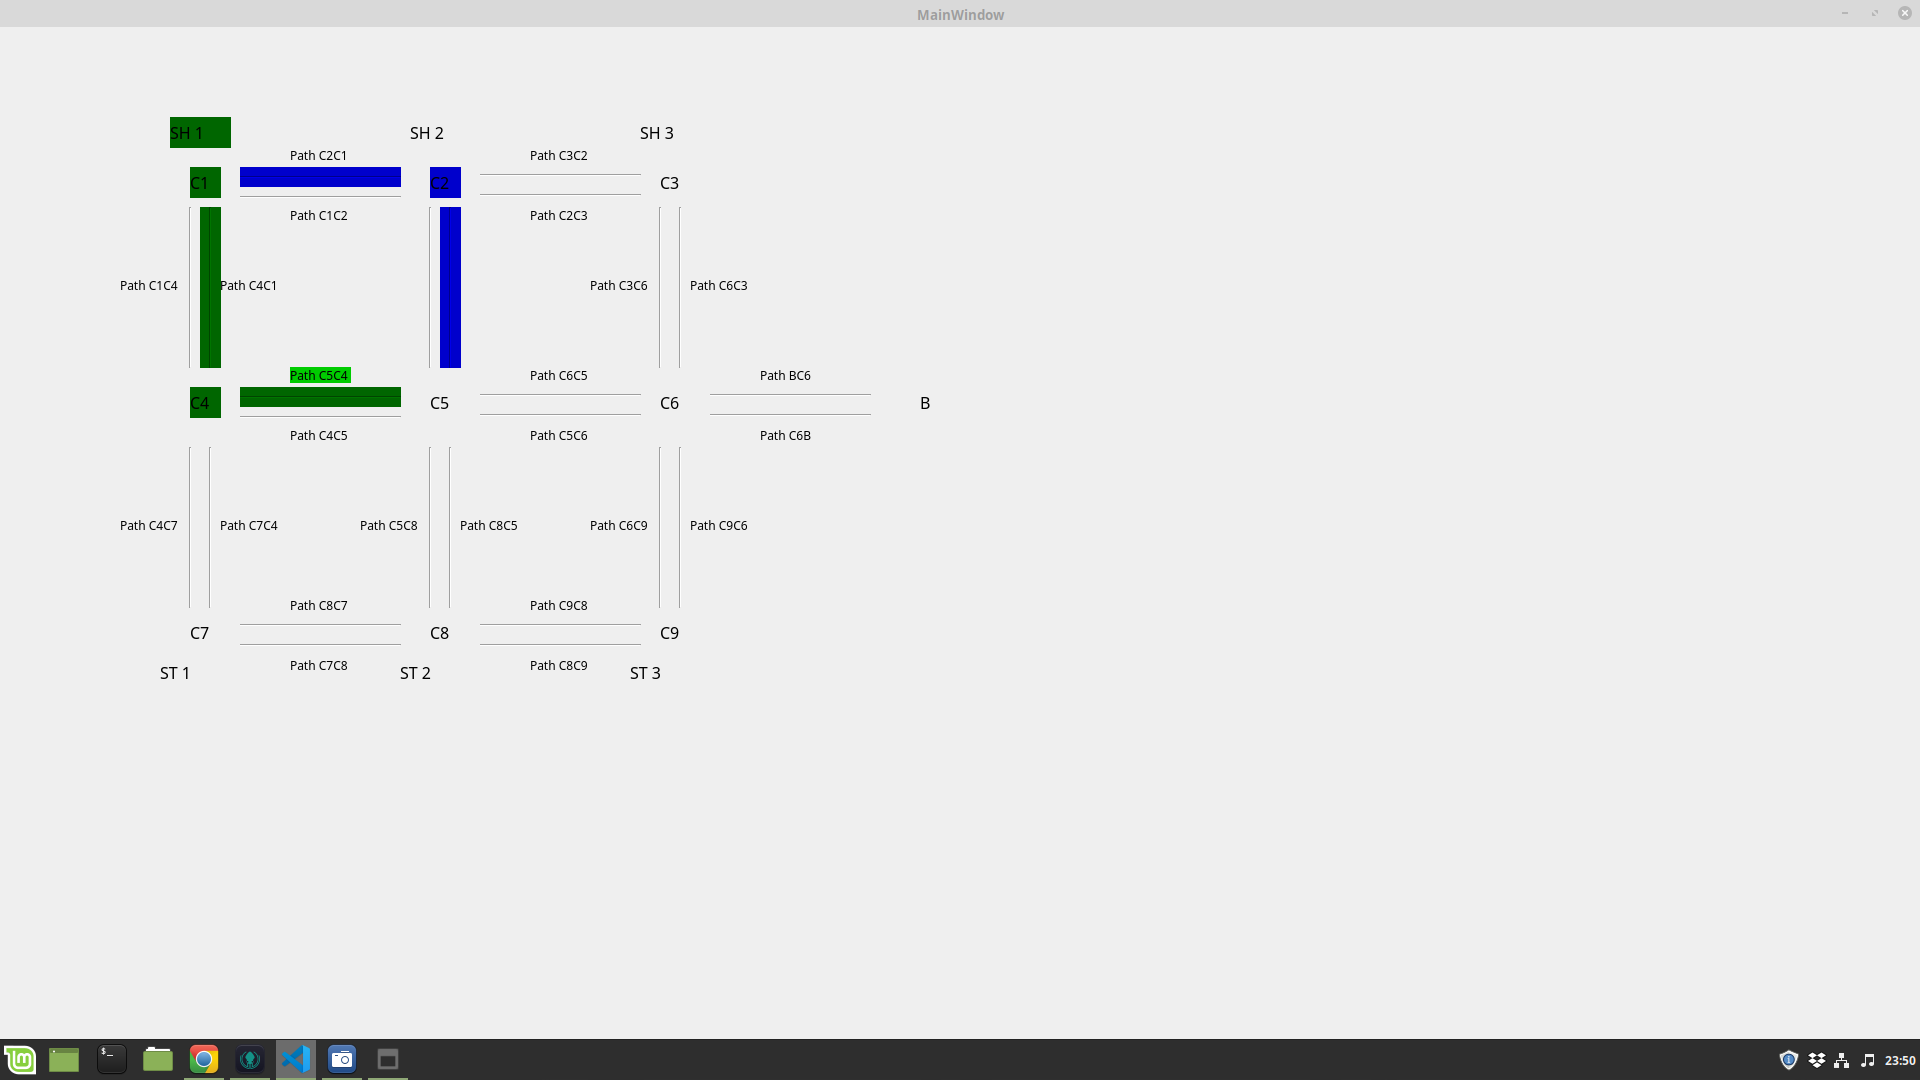 MainWindow
SH 1
SH 2
SH 3
Path C2C1
Path C3C2
C1
C2
C3
Path C1C2
Path C2C3
Path C1C4
Path C4C1
Path C3C6
Path C6C3
Path C5C4
Path C6C5
Path BC6
C4
C5
C6
B
Path C4C5
Path C5C6
Path C6B
Path C4C7
Path C7C4
Path C5C8
Path C8C5
Path C6C9
Path C9C6
Path C8C7
Path C9C8
C7
C8
C9
Path C7C8
Path C8C9
ST 1
ST 2
ST 3
23:50